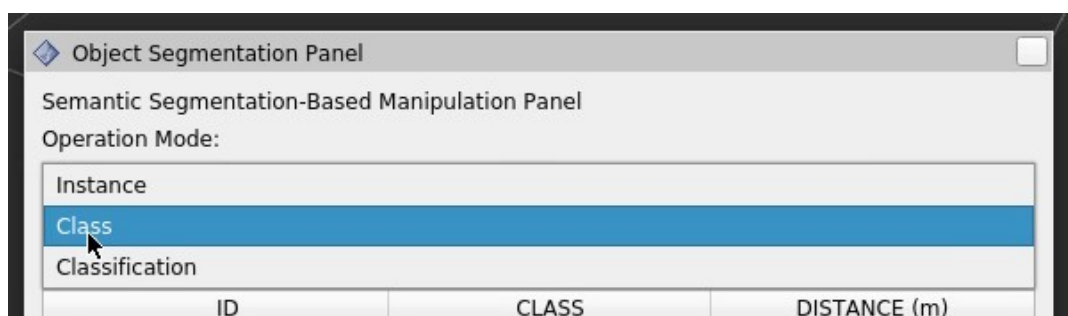 Object Segmentation Panel
Semantic Segmentation-Based Manipulation Panel
Operation Mode:
Instance
Class
Classification
ID CLASS DISTANCE (m)